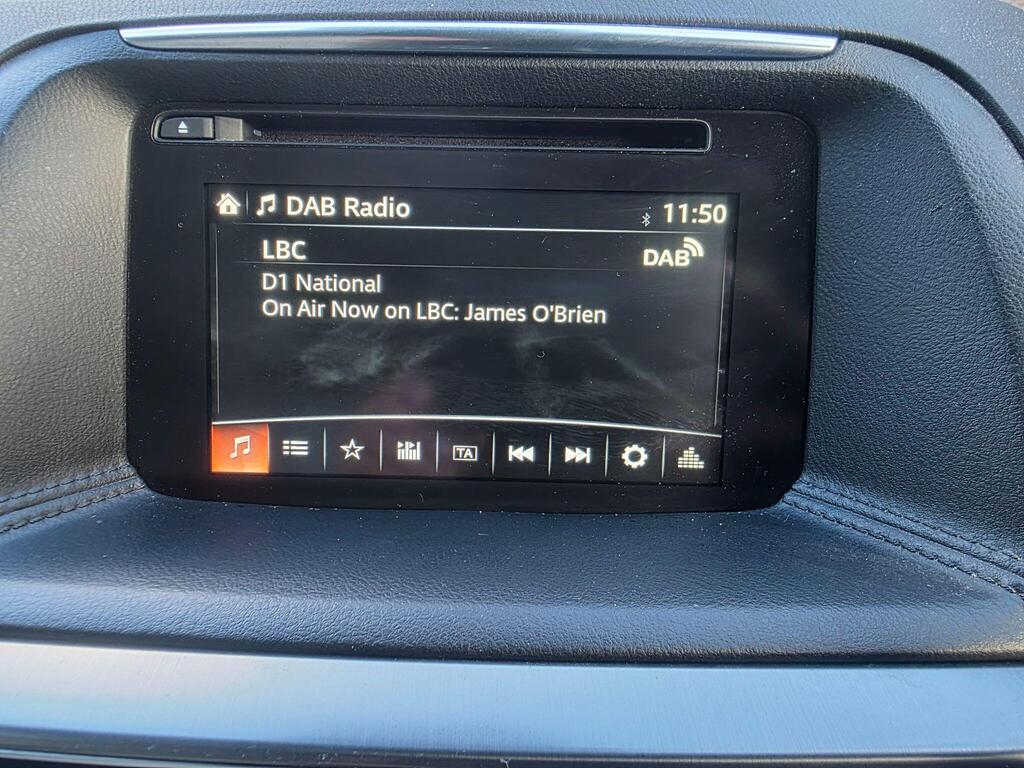 DAB Radio 11:50
LBC DAB
D1 National
On Air Now on LBC: James O'Brien
TA